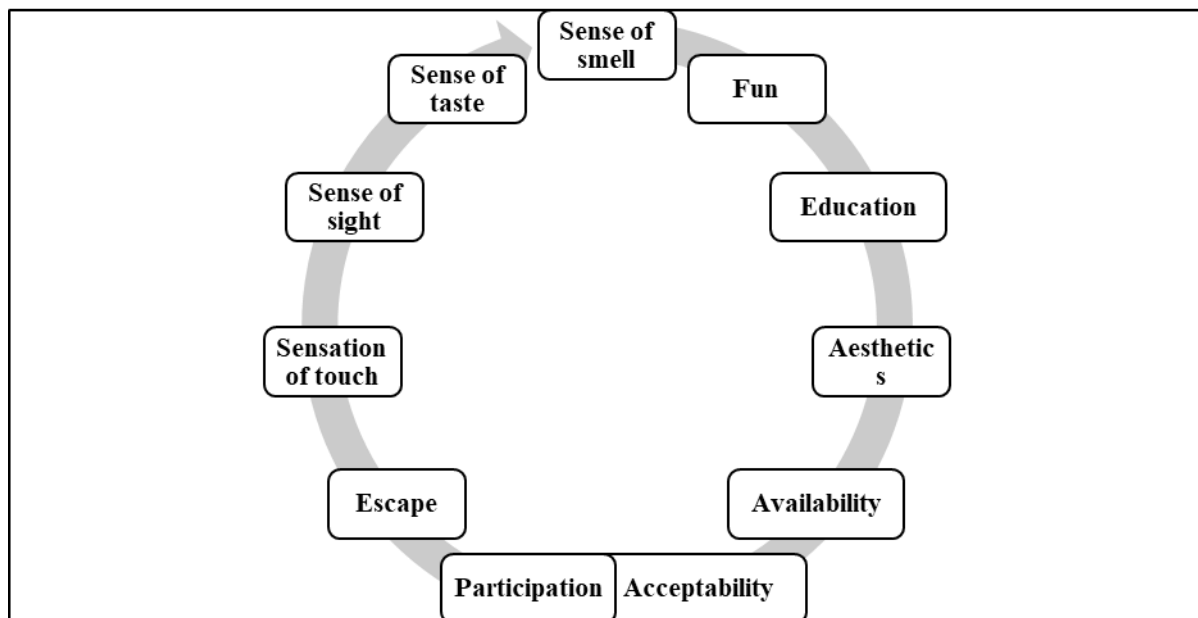 Sense of
smell
Fun
Education
Aesthetic
s
Availability
Acceptability
Participation
Escape
Sensation
of touch
Sense of
sight
Sense of
taste